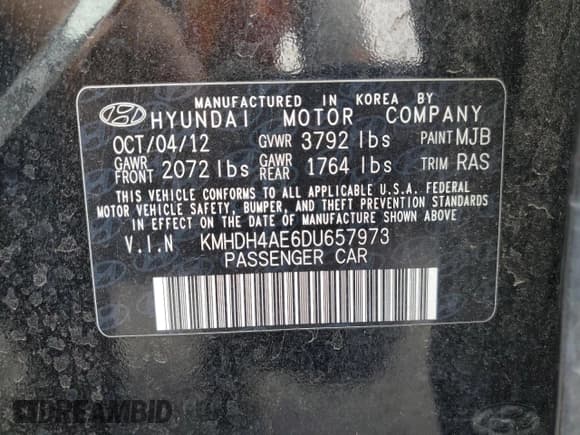 MANUFACTURED IN KOREA BY
HYUNDAI MOTOR COMPANY
OCT/04/12 GVWR 3792 lbs PAINT MJB
GAWR FRONT 2072 lbs GAWR REAR 1764 lbs TRIM RAS
THIS VEHICLE CONFORMS TO ALL APPLICABLE U.S.A. FEDERAL
MOTOR VEHICLE SAFETY, BUMPER, AND THEFT PREVENTION STANDARDS
IN EFFECT ON THE DATE OF MANUFACTURE SHOWN ABOVE
V.I.N KMHDH4AE6DU657973
PASSENGER CAR
DREAMBID